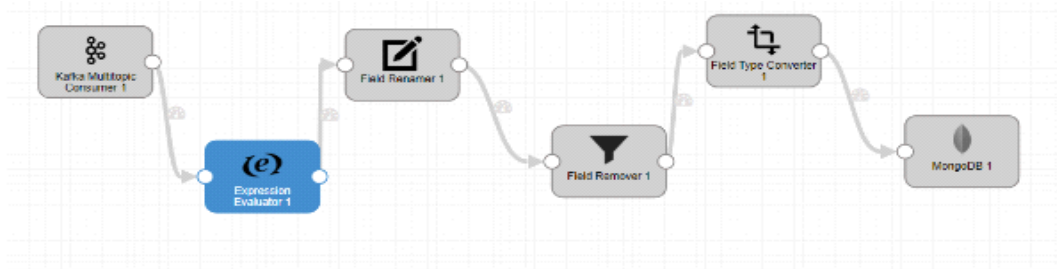 Kafka Multitopic
Consumer 1
Expression
Evaluator 1
Field Renamer 1
Field Remover 1
Field Type Converter
1
MongoDB 1